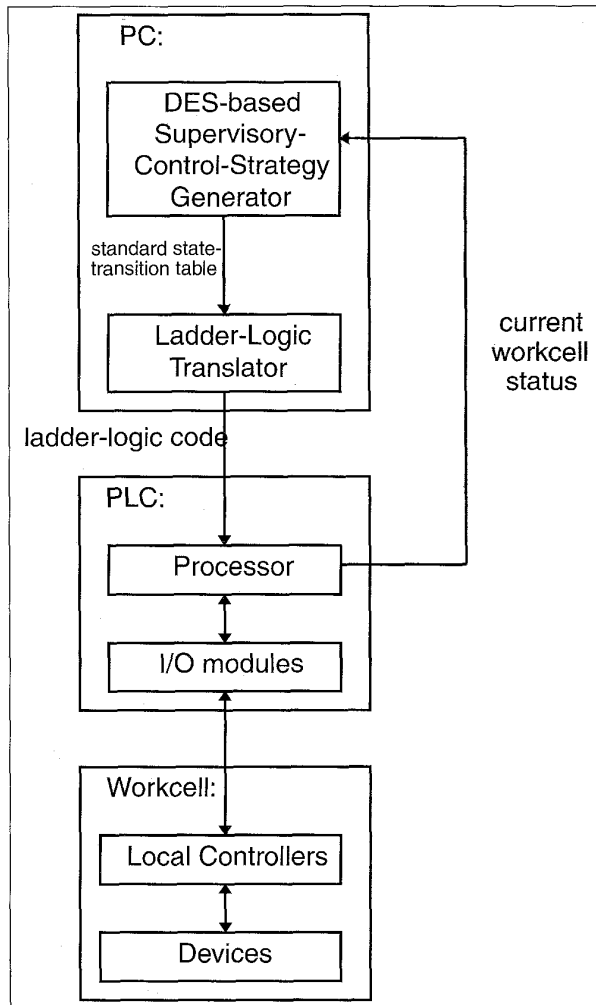 PC:
DES-based
Supervisory-
Control-Strategy
Generator
standard state-
transition table
Ladder-Logic
Translator
current
workcell
status
ladder-logic code
PLC:
Processor
I/O modules
Workcell:
Local Controllers
Devices